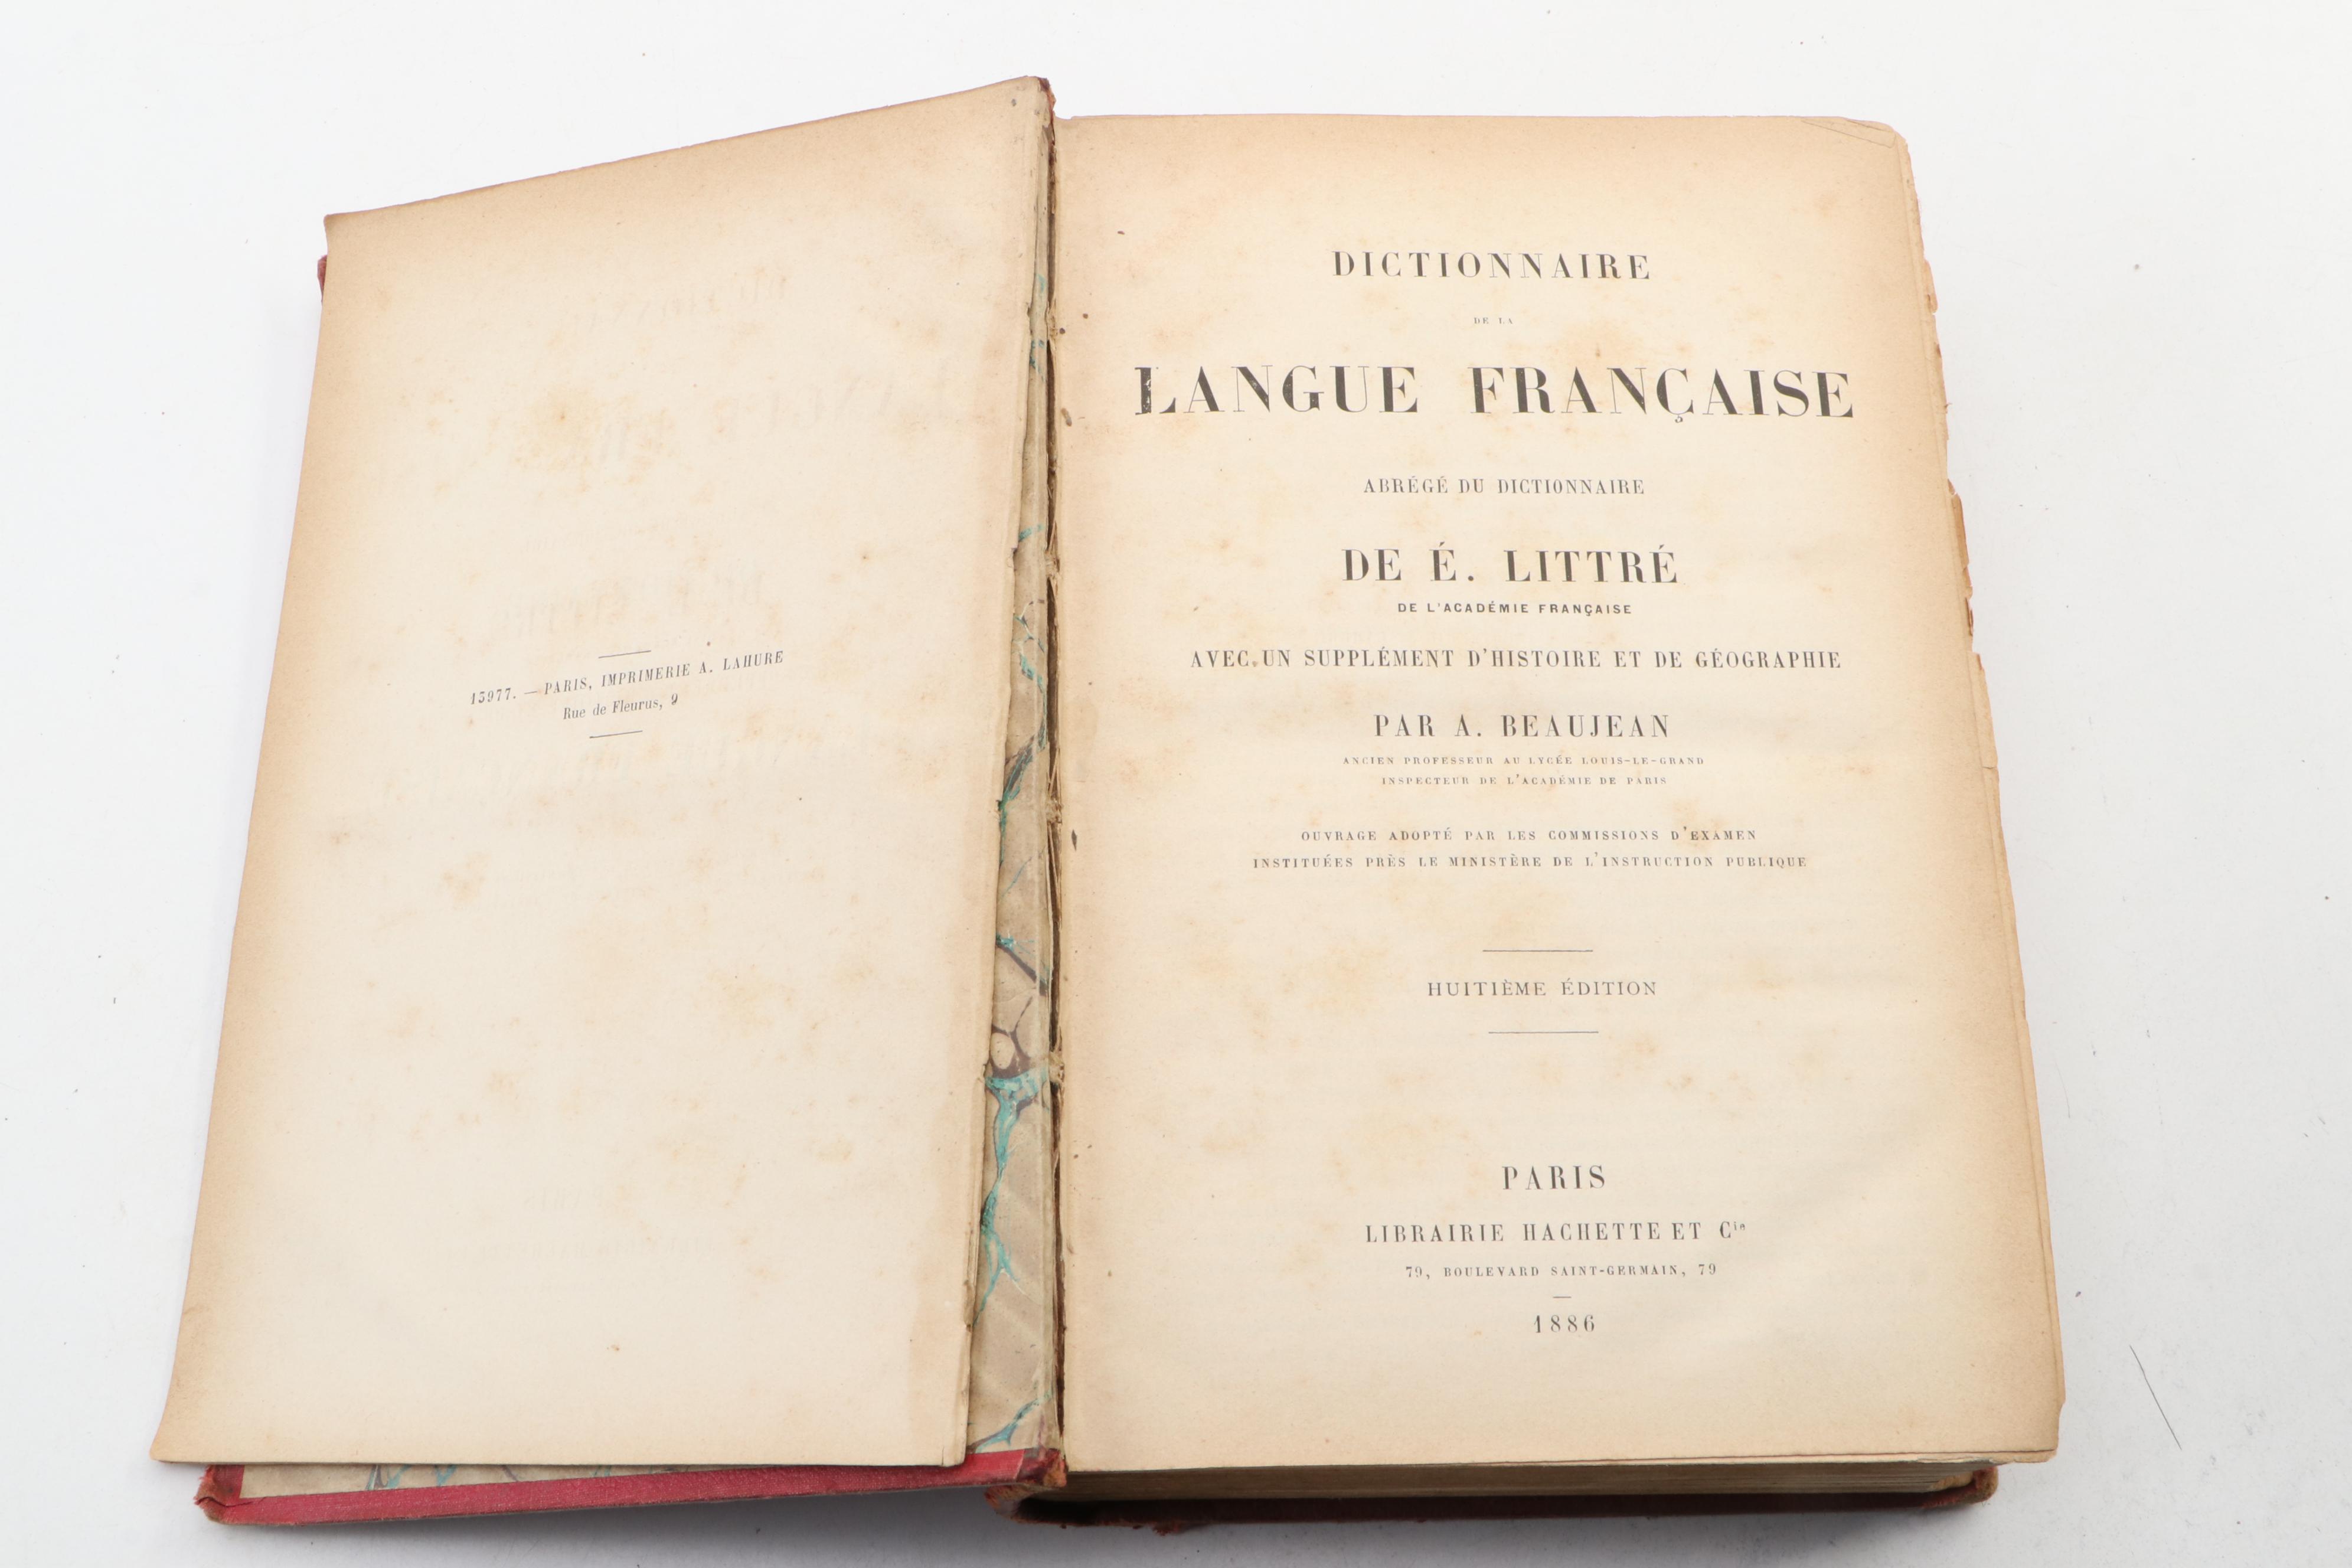 15977. — PARIS, IMPRIMERIE A. LAHURE
Rue de Fleurus, 9
DICTIONNAIRE
DE LA
LANGUE FRANÇAISE
ABRÉGÉ DU DICTIONNAIRE
DE É. LITTRÉ
DE L'ACADÉMIE FRANÇAISE
AVEC UN SUPPLÉMENT D'HISTOIRE ET DE GÉOGRAPHIE
PAR A. BEAUJEAN
ANCIEN PROFESSEUR AU LYCÉE LOUIS-LE-GRAND
INSPECTEUR DE L'ACADÉMIE DE PARIS
OUVRAGE ADOPTÉ PAR LES COMMISSIONS D'EXAMEN
INSTITUÉES PRÈS LE MINISTÈRE DE L'INSTRUCTION PUBLIQUE
HUITIÈME ÉDITION
PARIS
LIBRAIRIE HACHETTE ET Cie
79, BOULEVARD SAINT-GERMAIN, 79
1886